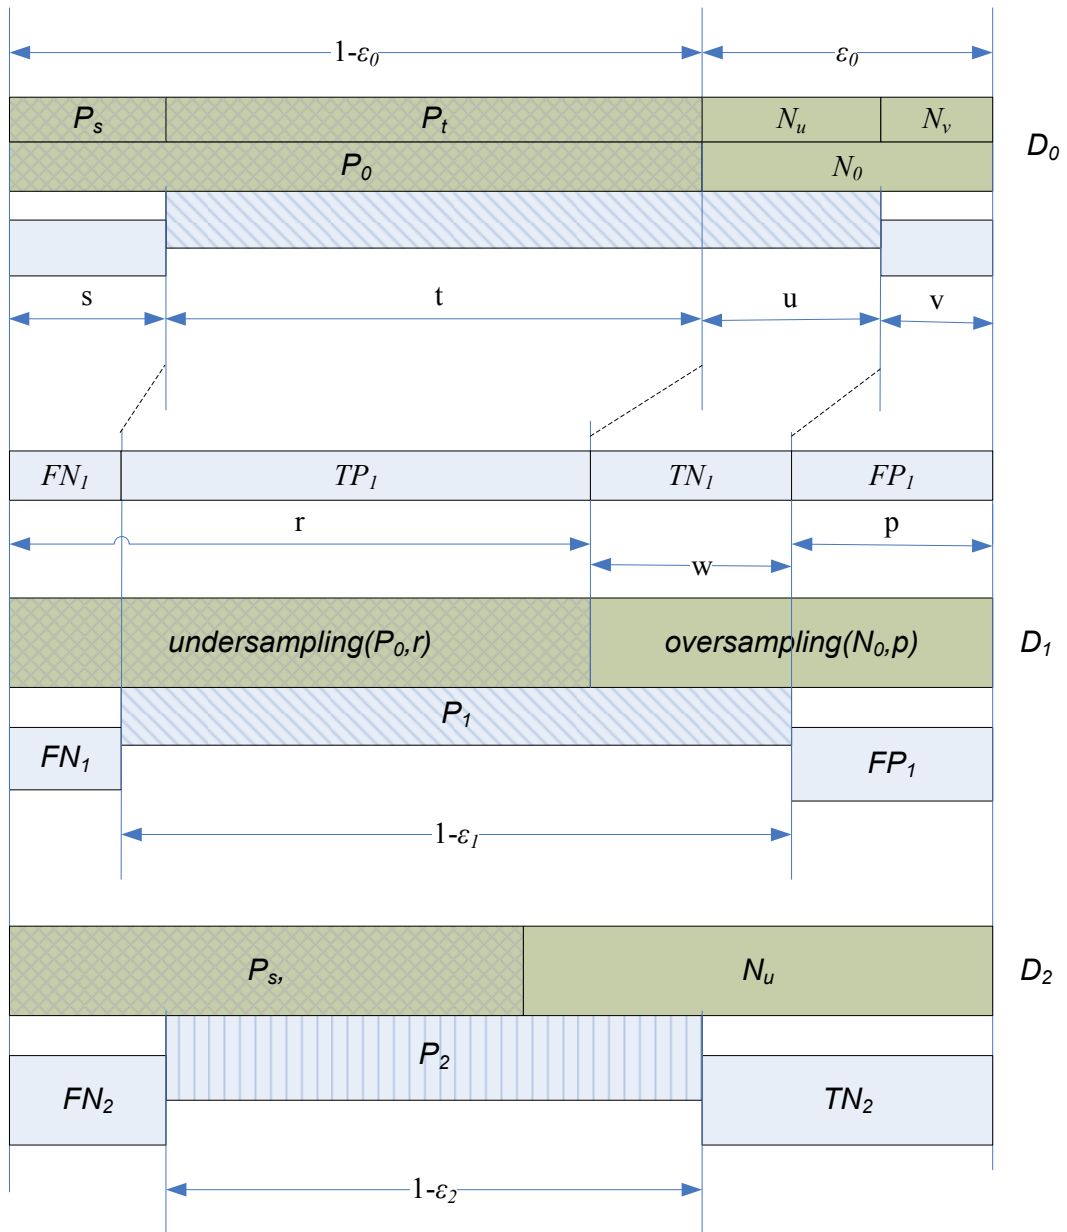 1-ε₀ ε₀
Pₛ Pₜ Nᵤ Nᵥ
D₀
P₀ N₀
s t u v
FN₁ TP₁ TN₁ FP₁
r p
w
undersampling(P₀,r) oversampling(N₀,p) D₁
P₁
FN₁ FP₁
1-ε₁
Pₛ, Nᵤ D₂
P₂
FN₂ TN₂
1-ε₂